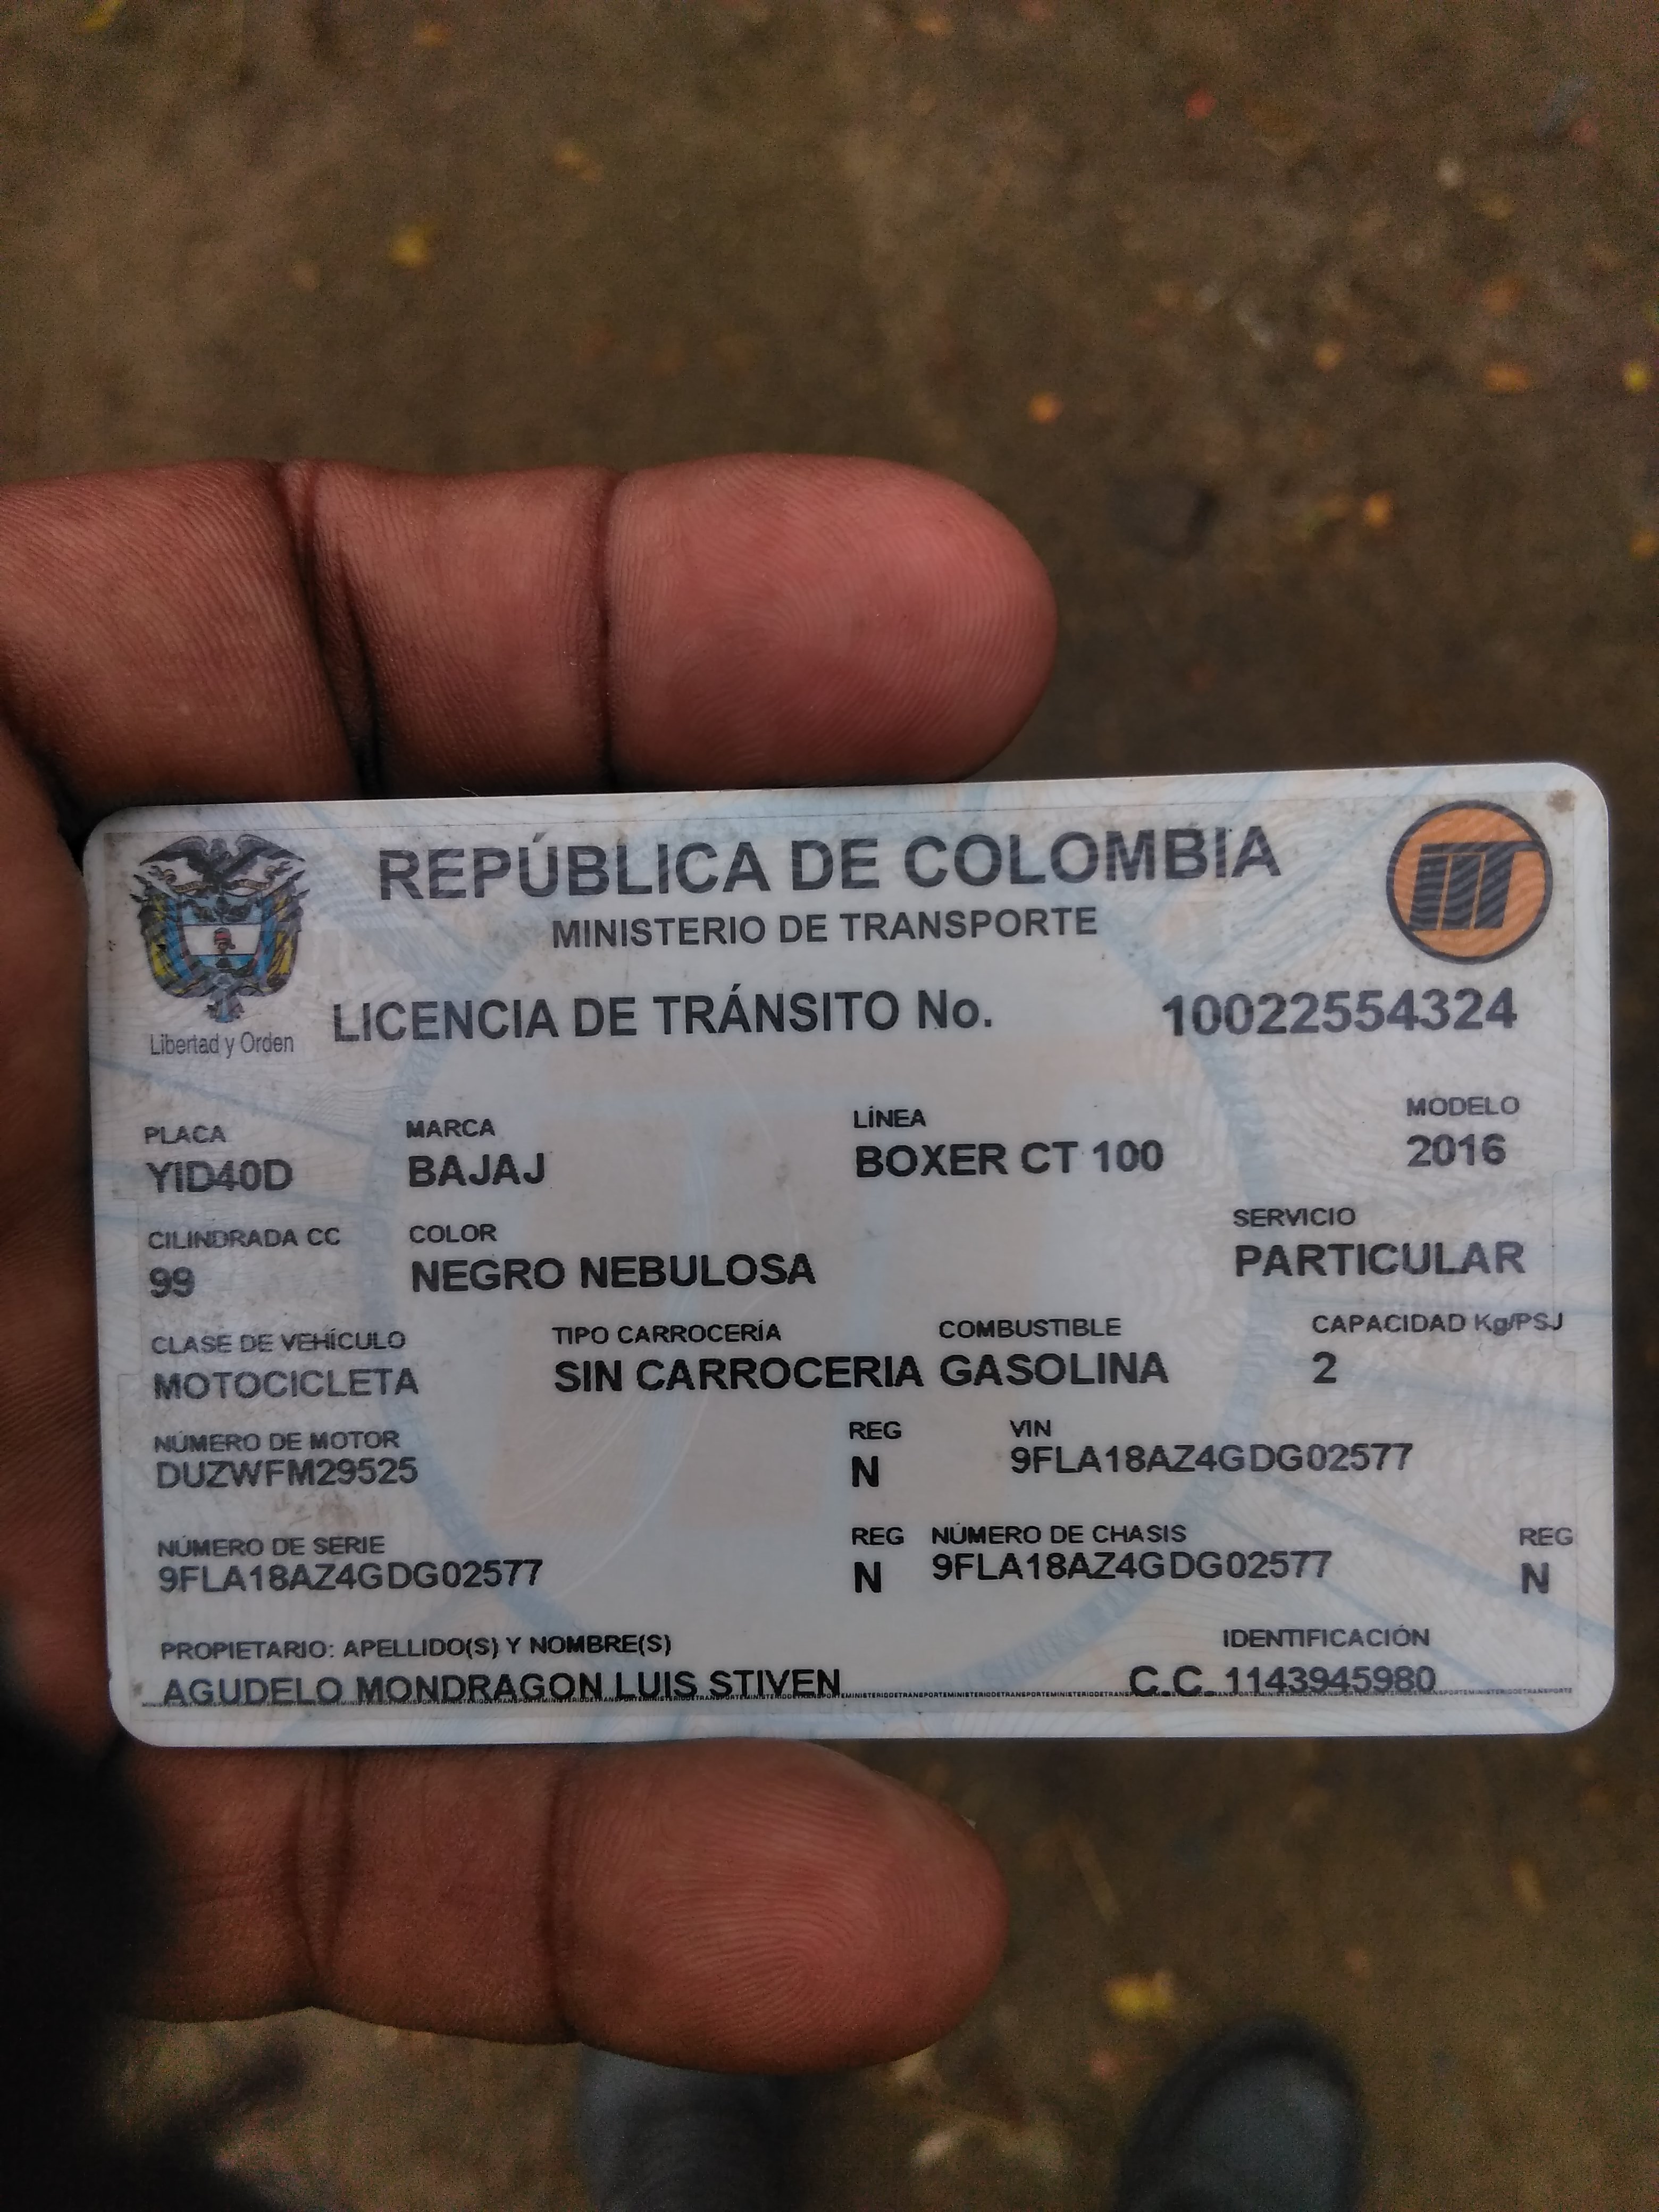 REPÚBLICA DE COLOMBIA
MINISTERIO DE TRANSPORTE
Libertad y Orden
LICENCIA DE TRÁNSITO No. 10022554324
PLACA MARCA LÍNEA MODELO
YID40D BAJAJ BOXER CT 100 2016
CILINDRADA CC COLOR SERVICIO
99 NEGRO NEBULOSA PARTICULAR
CLASE DE VEHÍCULO TIPO CARROCERÍA COMBUSTIBLE CAPACIDAD Kg/PSJ
MOTOCICLETA SIN CARROCERIA GASOLINA 2
NÚMERO DE MOTOR REG VIN
DUZWFM29525 N 9FLA18AZ4GDG02577
NÚMERO DE SERIE REG NÚMERO DE CHASIS REG
9FLA18AZ4GDG02577 N 9FLA18AZ4GDG02577 N
PROPIETARIO: APELLIDO(S) Y NOMBRE(S) IDENTIFICACIÓN
AGUDELO MONDRAGON LUIS STIVEN C.C. 1143945980